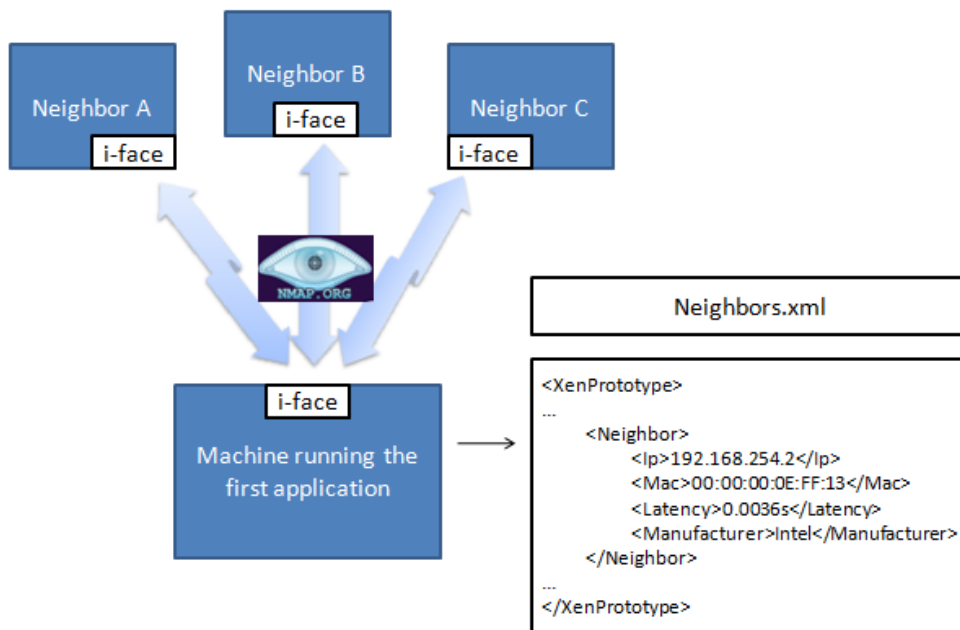 Neighbor A
i-face
Neighbor B
i-face
Neighbor C
i-face
NMAP.ORG
i-face
Machine running the
first application
Neighbors.xml
<XenPrototype>
...
<Neighbor>
<Ip>192.168.254.2</Ip>
<Mac>00:00:00:0E:FF:13</Mac>
<Latency>0.0036s</Latency>
<Manufacturer>Intel</Manufacturer>
</Neighbor>
...
</XenPrototype>